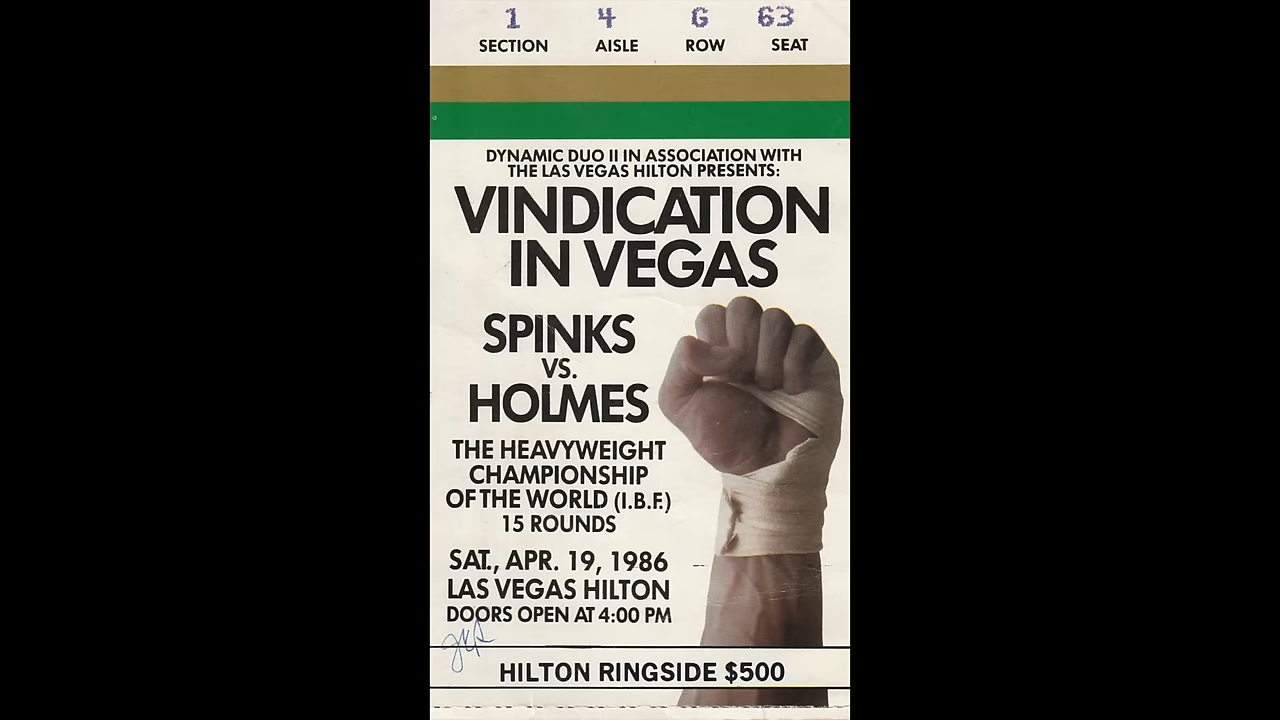 1 4 G 63
SECTION AISLE ROW SEAT
DYNAMIC DUO II IN ASSOCIATION WITH
THE LAS VEGAS HILTON PRESENTS:
VINDICATION
IN VEGAS
SPINKS
VS.
HOLMES
THE HEAVYWEIGHT
CHAMPIONSHIP
OF THE WORLD (I.B.F.)
15 ROUNDS
SAT., APR. 19, 1986
LAS VEGAS HILTON
DOORS OPEN AT 4:00 PM
HILTON RINGSIDE $500